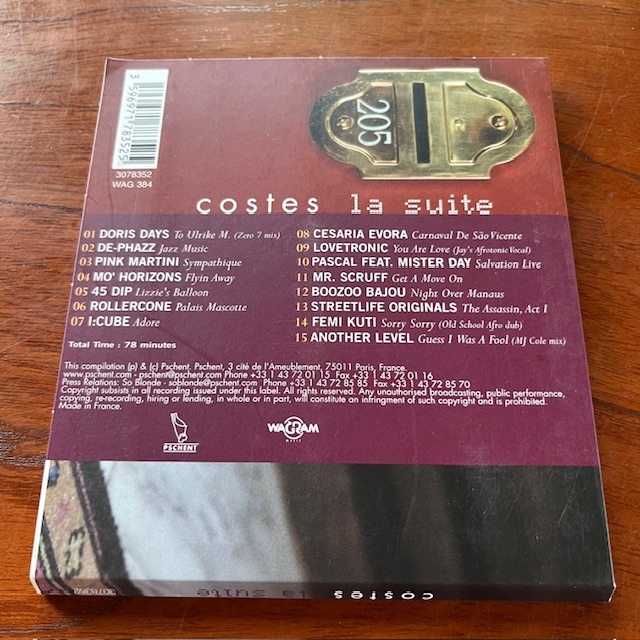 3596971783525
3078352
WAG 384
205
costes la suite
01 DORIS DAYS To Ulrike M. (Zero 7 mix)
02 DE-PHAZZ Jazz Music
03 PINK MARTINI Sympathique
04 MO' HORIZONS Flyin Away
05 45 DIP Lizzie's Balloon
06 ROLLERCONE Palais Mascotte
07 I:CUBE Adore
Total Time : 78 minutes
08 CESARIA EVORA Carnaval De São Vicente
09 LOVETRONIC You Are Love (Jay's Afrotonic Vocal)
10 PASCAL FEAT. MISTER DAY Salvation Live
11 MR. SCRUFF Get A Move On
12 BOOZOO BAJOU Night Over Manaus
13 STREETLIFE ORIGINALS The Assassin, Act I
14 FEMI KUTI Sorry Sorry (Old School Afro dub)
15 ANOTHER LEVEL Guess I Was A Fool (MJ Cole mix)
This compilation (p) & (c) Pschent. Pschent, 3 cité de l'Ameublement, 75011 Paris, France.
www.pschent.com - pschent@pschent.com Phone +33 1 43 72 01 15 Fax +33 1 43 72 01 16
Press Relations: So Blonde - soblonde@pschent.com Phone +33 1 43 72 85 85 Fax +33 1 43 72 85 70
Copyright subsists in all recording issued under this label. All rights reserved. Any unauthorised broadcasting, public performance,
copying, re-recording, hiring or lending, in whole or in part, will constitute an infringment of such copyright and is prohibited.
Made in France.
PSCHENT
WAGRAM
MUSIC
costes la suite
3078352